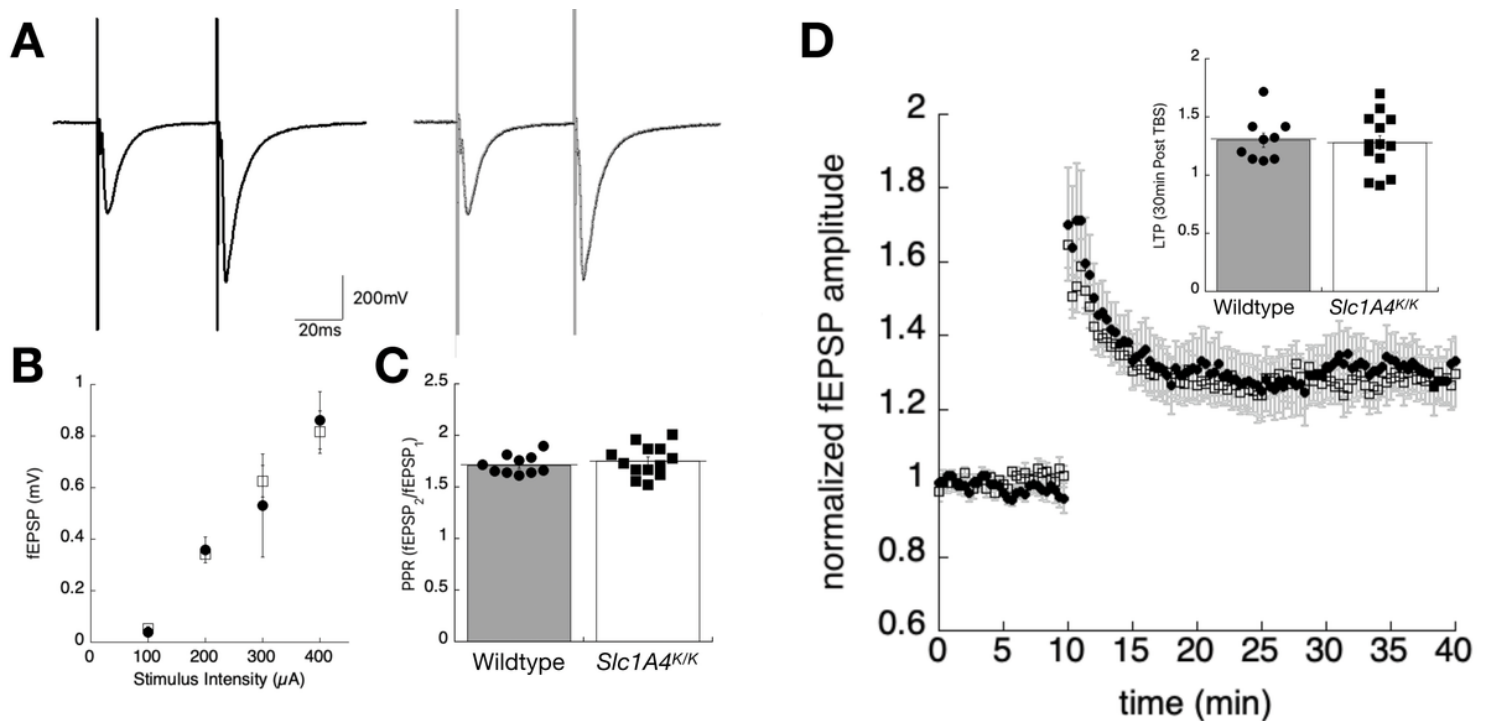 A
200mV
20ms
B
fEPSP (mV)
1
0.8
0.6
0.4
0.2
0
0 100 200 300 400
Stimulus Intensity (µA)
C
PPR (fEPSP2/fEPSP1)
2.5
2
1.5
1
0.5
0
Wildtype Slc1A4K/K
D
normalized fEPSP amplitude
2
1.8
1.6
1.4
1.2
1
0.8
0.6
0 5 10 15 20 25 30 35 40
time (min)
LTP (30min Post TBS)
2
1.5
1
0.5
0
Wildtype Slc1A4K/K